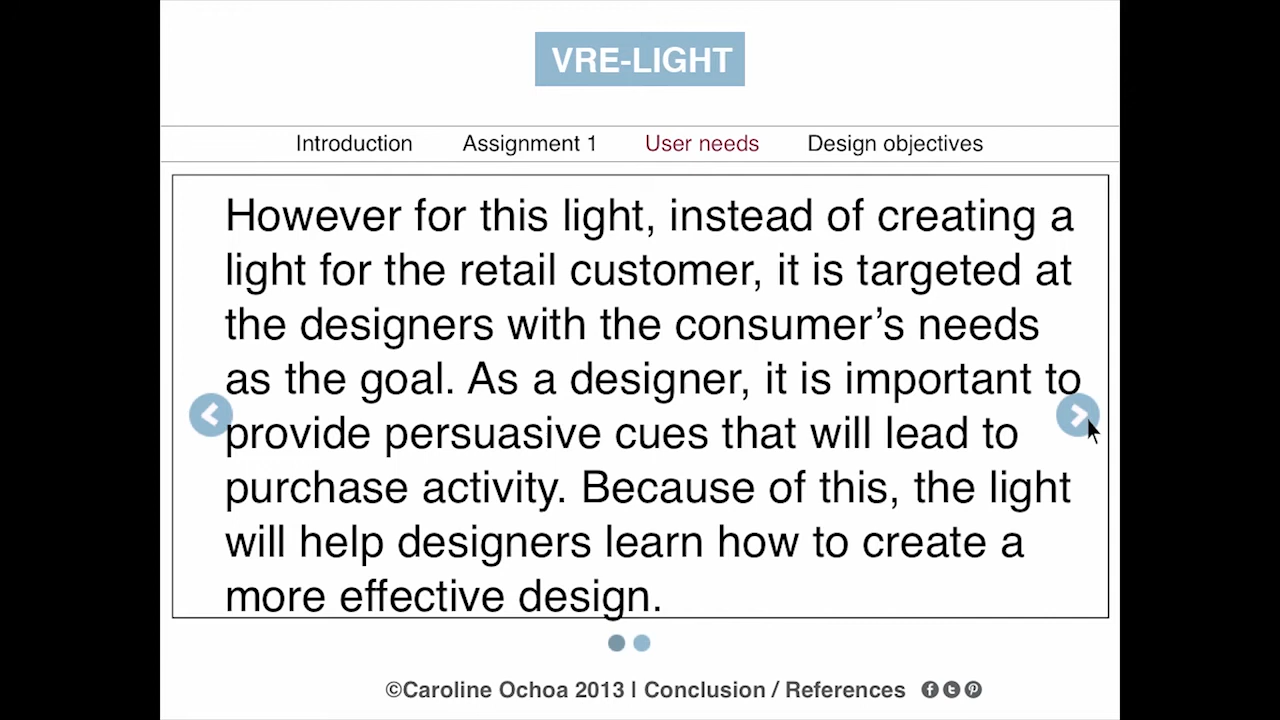 VRE-LIGHT
Introduction Assignment 1 User needs Design objectives
However for this light, instead of creating a
light for the retail customer, it is targeted at
the designers with the consumer’s needs
as the goal. As a designer, it is important to
provide persuasive cues that will lead to
purchase activity. Because of this, the light
will help designers learn how to create a
more effective design.
©Caroline Ochoa 2013 | Conclusion / References